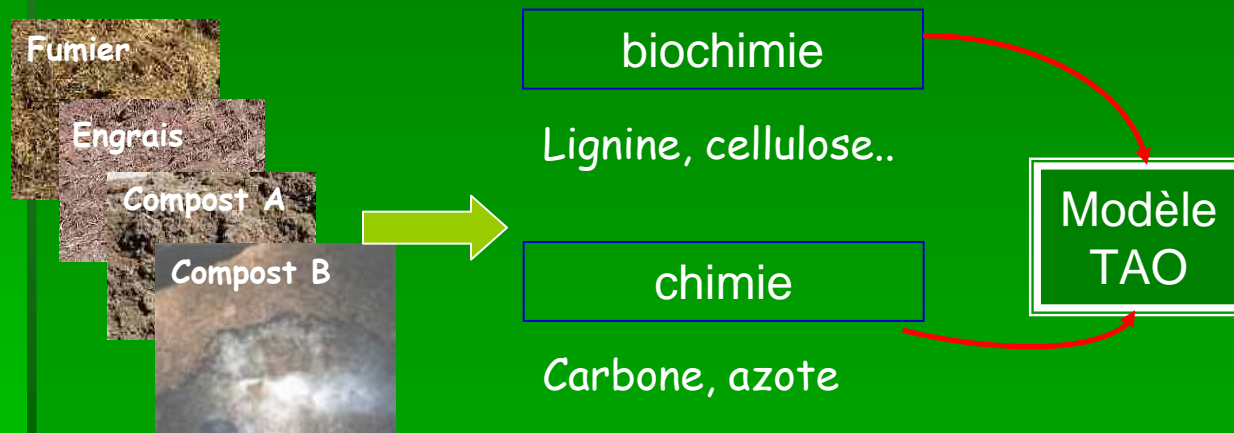 Fumier
Engrais
Compost A
Compost B
biochimie
Lignine, cellulose..
chimie
Carbone, azote
Modèle
TAO